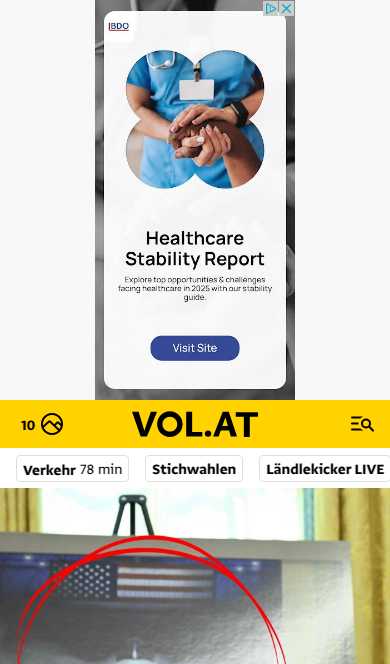 BDO
Healthcare
Stability Report
Explore top opportunities & challenges
facing healthcare in 2025 with our stability
guide.
Visit Site
10
VOL.AT
Verkehr 78 min
Stichwahlen
Ländlekicker LIVE